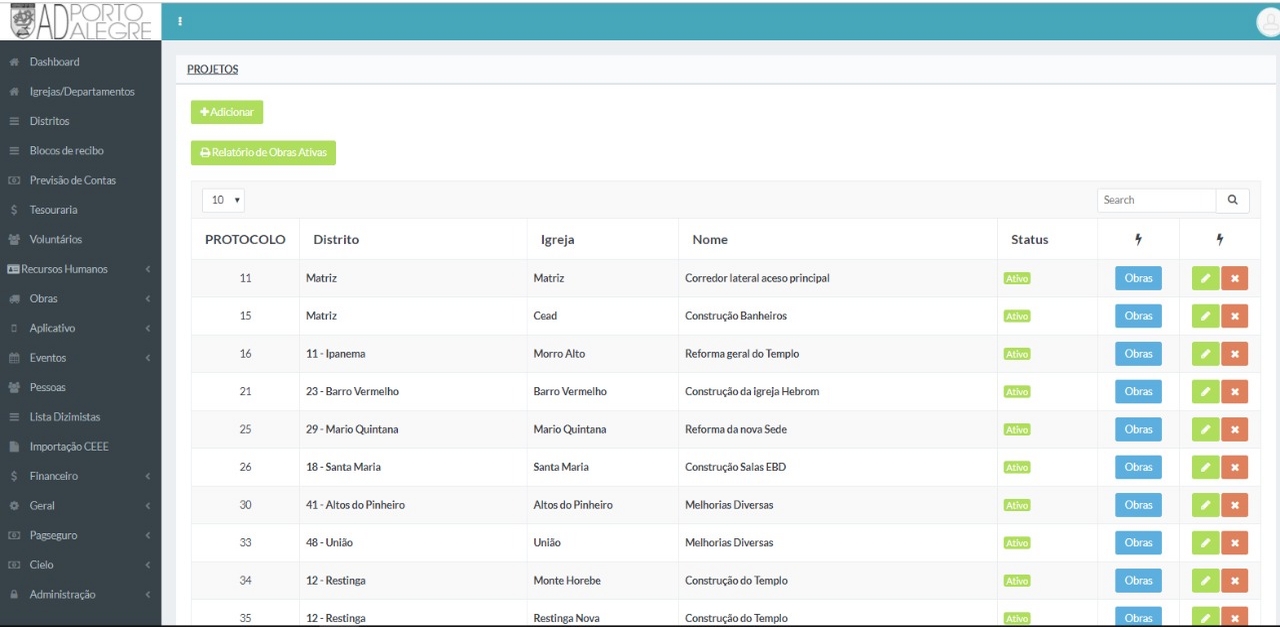 AD PORTO ALEGRE
Dashboard
Igrejas/Departamentos
Distritos
Blocos de recibo
Previsão de Contas
Tesouraria
Voluntários
Recursos Humanos
Obras
Aplicativo
Eventos
Pessoas
Lista Dizimistas
Importação CEEE
Financeiro
Geral
Pagseguro
Cielo
Administração
PROJETOS
Adicionar
Relatório de Obras Ativas
10 Search
PROTOCOLO Distrito Igreja Nome Status
11 Matriz Matriz Corredor lateral aceso principal Ativo Obras
15 Matriz Cead Construção Banheiros Ativo Obras
16 11 - Ipanema Morro Alto Reforma geral do Templo Ativo Obras
21 23 - Barro Vermelho Barro Vermelho Construção da igreja Hebrom Ativo Obras
25 29 - Mario Quintana Mario Quintana Reforma da nova Sede Ativo Obras
26 18 - Santa Maria Santa Maria Construção Salas EBD Ativo Obras
30 41 - Altos do Pinheiro Altos do Pinheiro Melhorias Diversas Ativo Obras
33 48 - União União Melhorias Diversas Ativo Obras
34 12 - Restinga Monte Horebe Construção do Templo Ativo Obras
35 12 - Restinga Restinga Nova Construção do Templo Ativo Obras